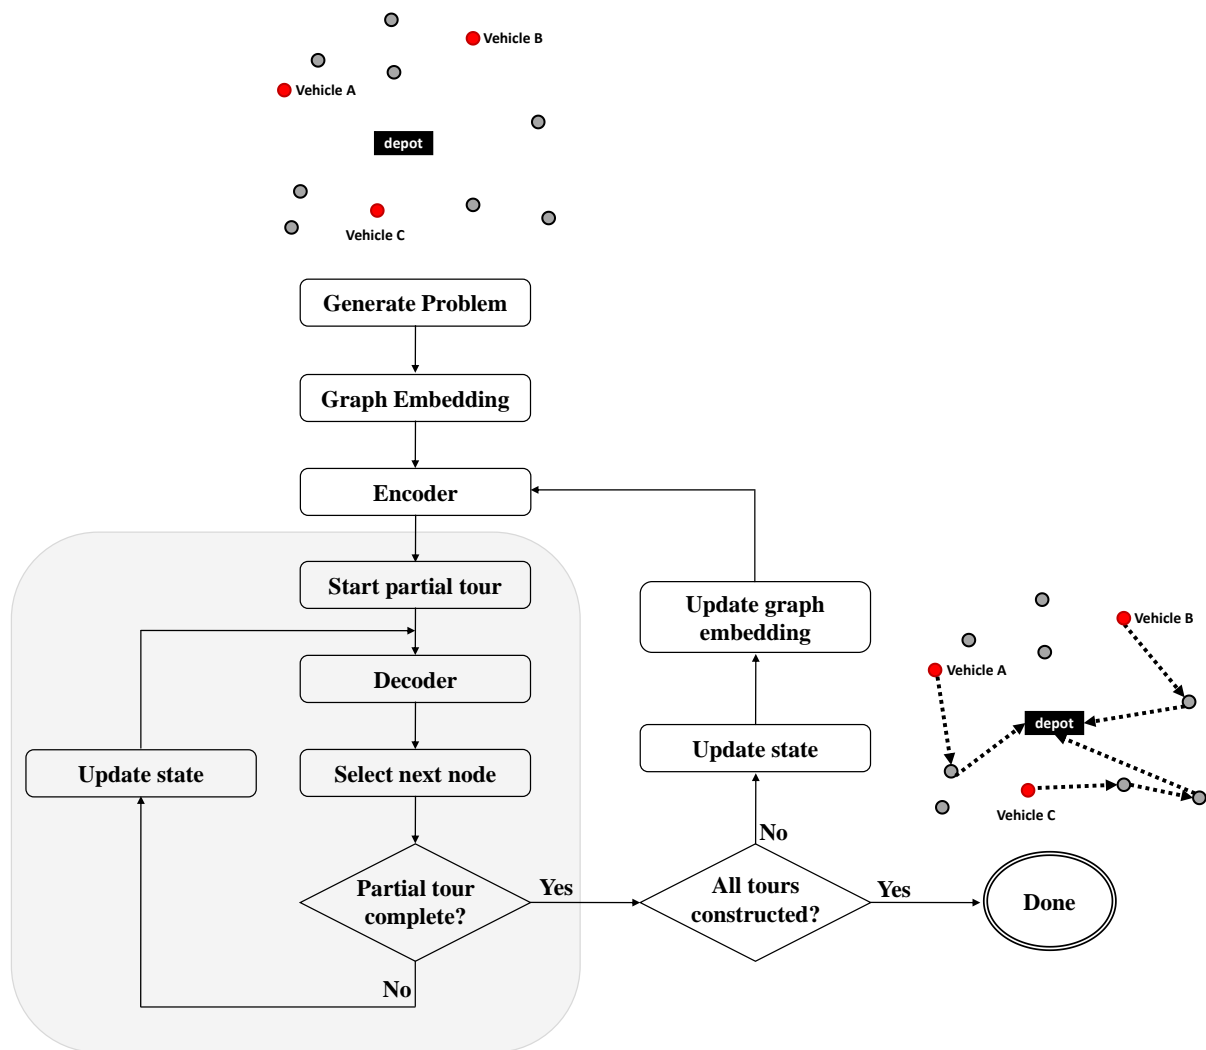 Vehicle B
Vehicle A
depot
Vehicle C
Generate Problem
Graph Embedding
Encoder
Start partial tour
Update graph
embedding
Vehicle B
Vehicle A
Decoder
depot
Update state
Select next node
Update state
Vehicle C
No
Partial tour
complete?
Yes
All tours
constructed?
Yes
Done
No